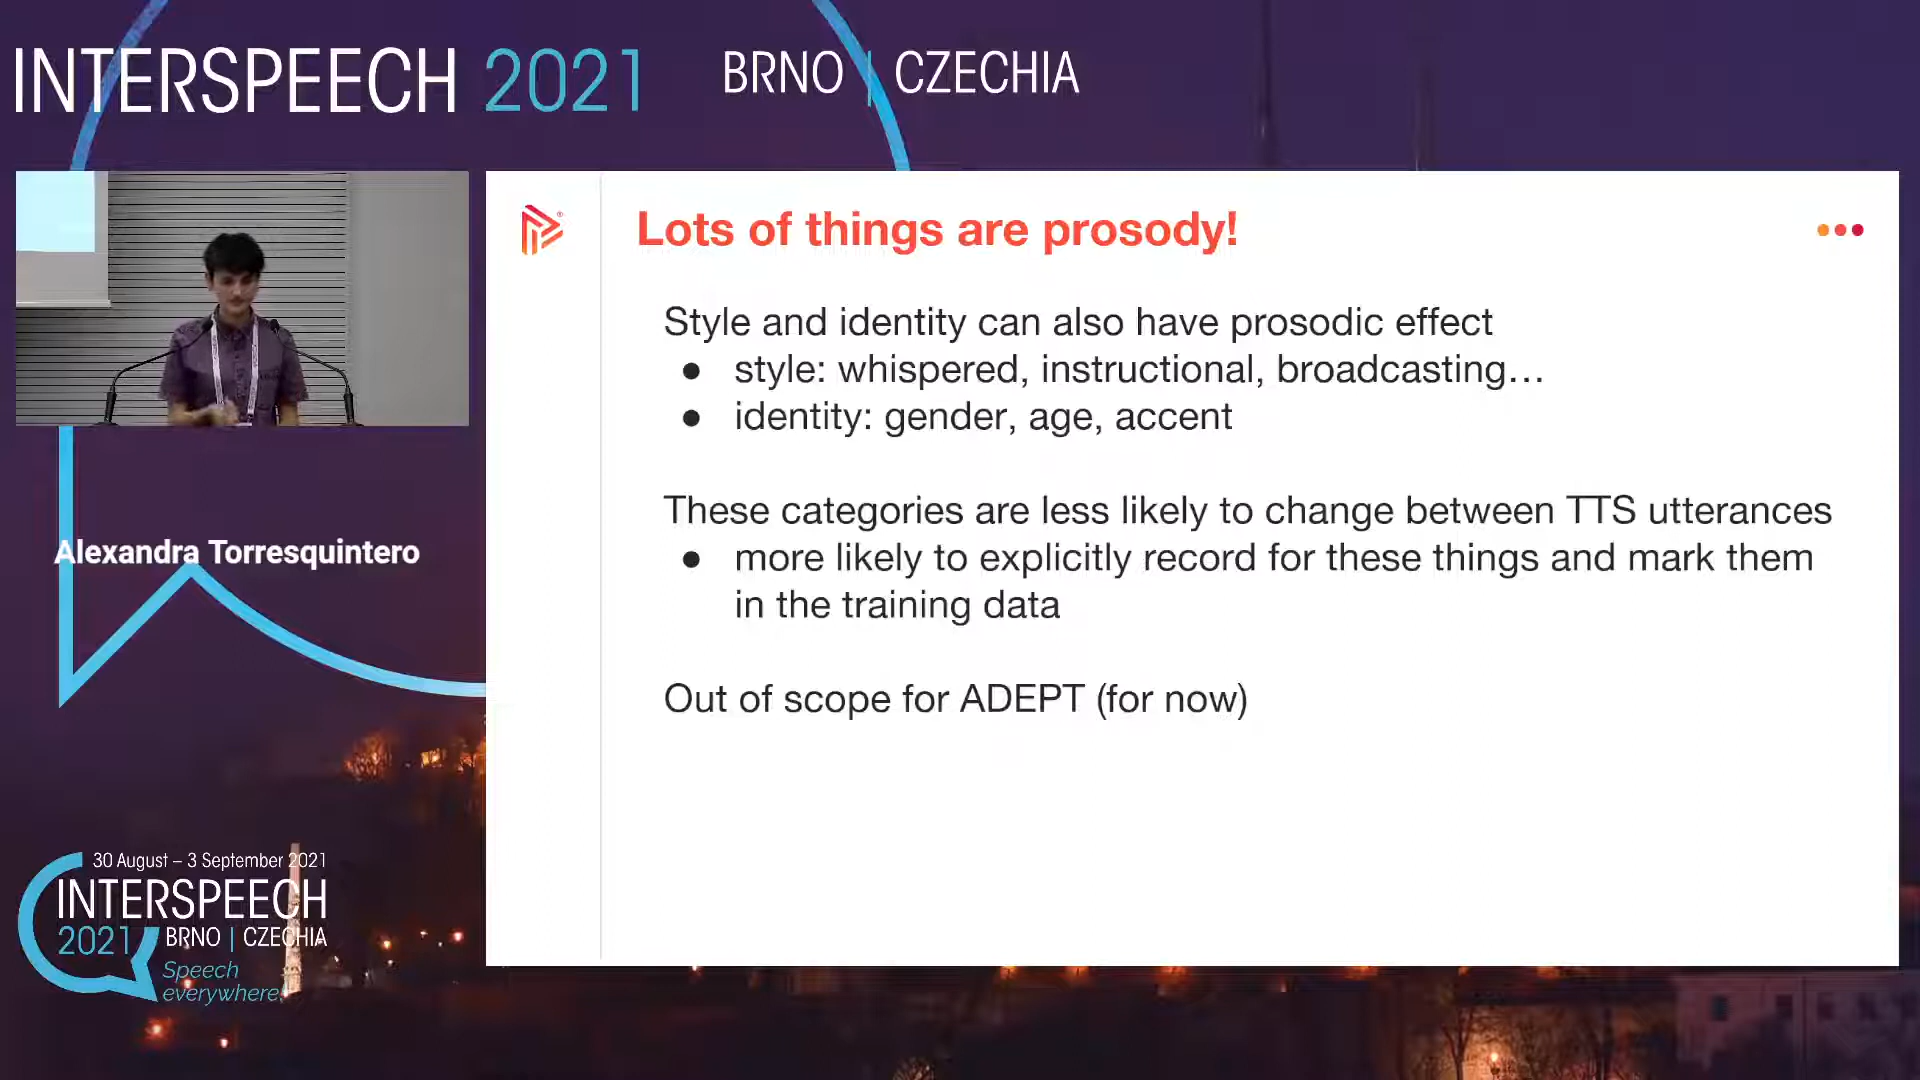 INTERSPEECH 2021
BRNO | CZECHIA
Lots of things are prosody!
Style and identity can also have prosodic effect
● style: whispered, instructional, broadcasting…
● identity: gender, age, accent
These categories are less likely to change between TTS utterances
● more likely to explicitly record for these things and mark them
in the training data
Out of scope for ADEPT (for now)
Alexandra Torresquintero
30 August – 3 September 2021
INTERSPEECH
2021 BRNO | CZECHIA
Speech
everywhere!